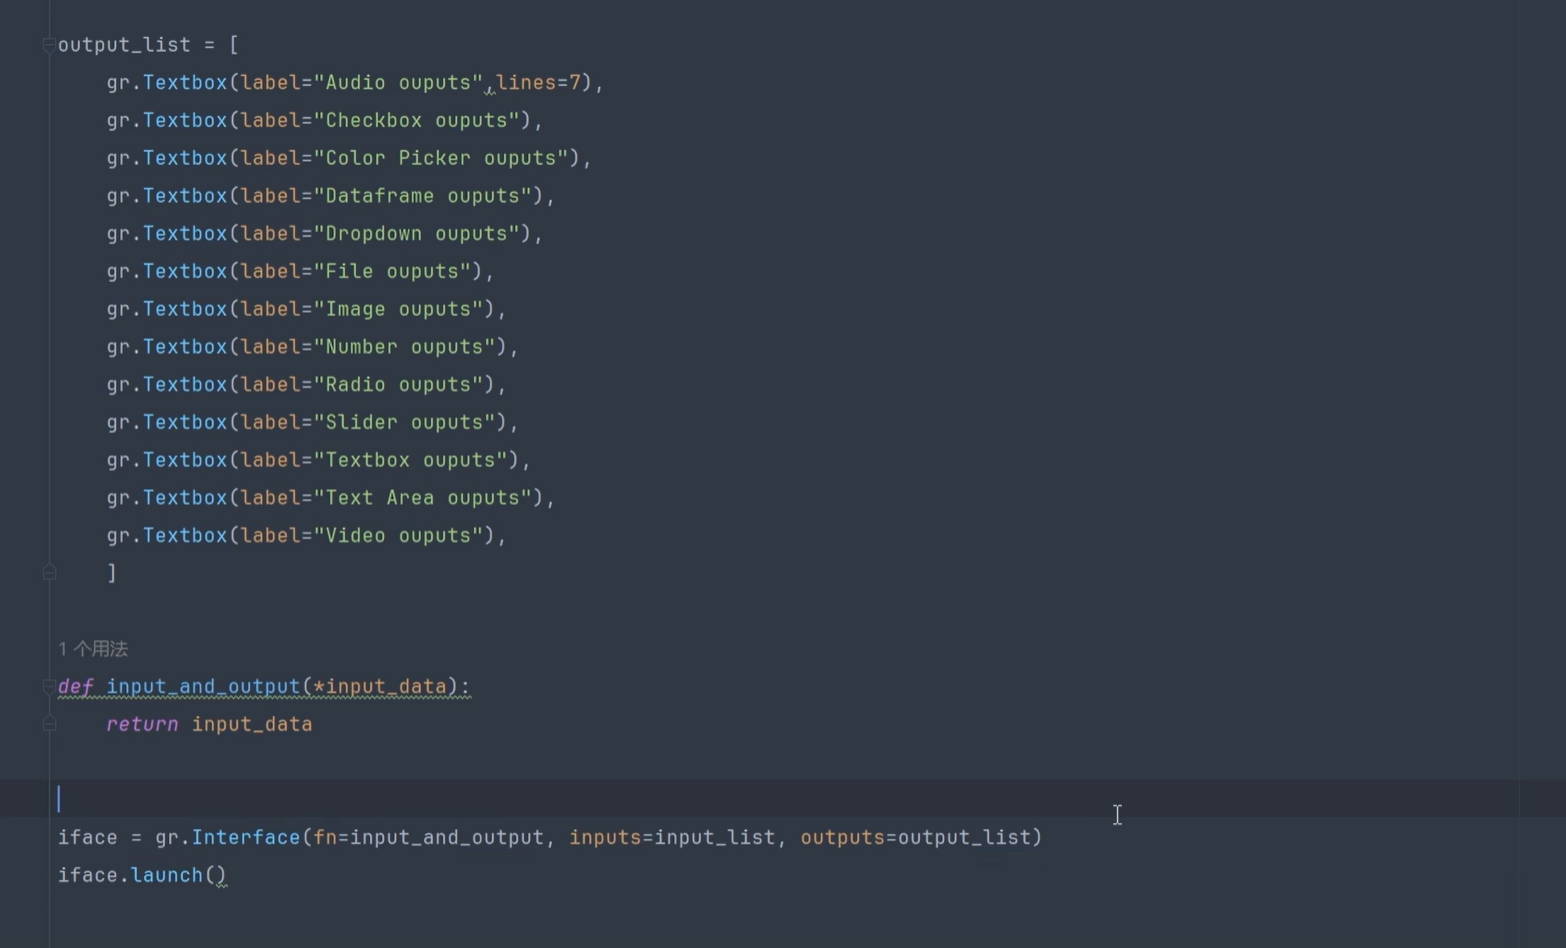 output_list = [
    gr.Textbox(label="Audio ouputs",lines=7),
    gr.Textbox(label="Checkbox ouputs"),
    gr.Textbox(label="Color Picker ouputs"),
    gr.Textbox(label="Dataframe ouputs"),
    gr.Textbox(label="Dropdown ouputs"),
    gr.Textbox(label="File ouputs"),
    gr.Textbox(label="Image ouputs"),
    gr.Textbox(label="Number ouputs"),
    gr.Textbox(label="Radio ouputs"),
    gr.Textbox(label="Slider ouputs"),
    gr.Textbox(label="Textbox ouputs"),
    gr.Textbox(label="Text Area ouputs"),
    gr.Textbox(label="Video ouputs"),
    ]
1 个用法
def input_and_output(*input_data):
    return input_data
iface = gr.Interface(fn=input_and_output, inputs=input_list, outputs=output_list)
iface.launch()